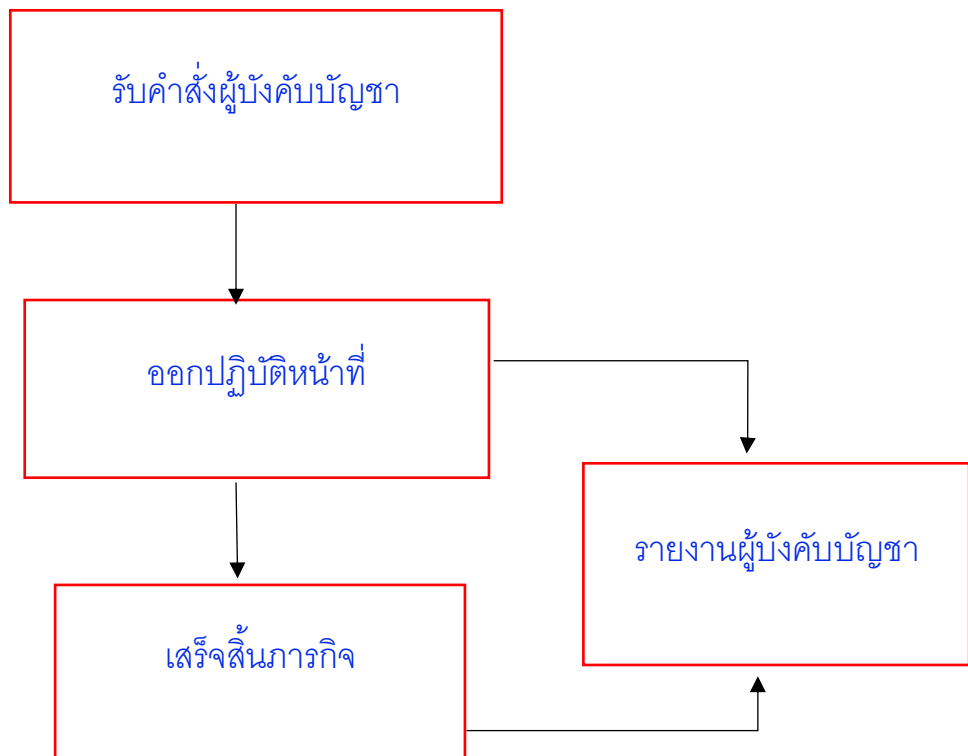 รับคำสั่งผู้บังคับบัญชา
ออกปฏิบัติหน้าที่
รายงานผู้บังคับบัญชา
เสร็จสิ้นภารกิจ